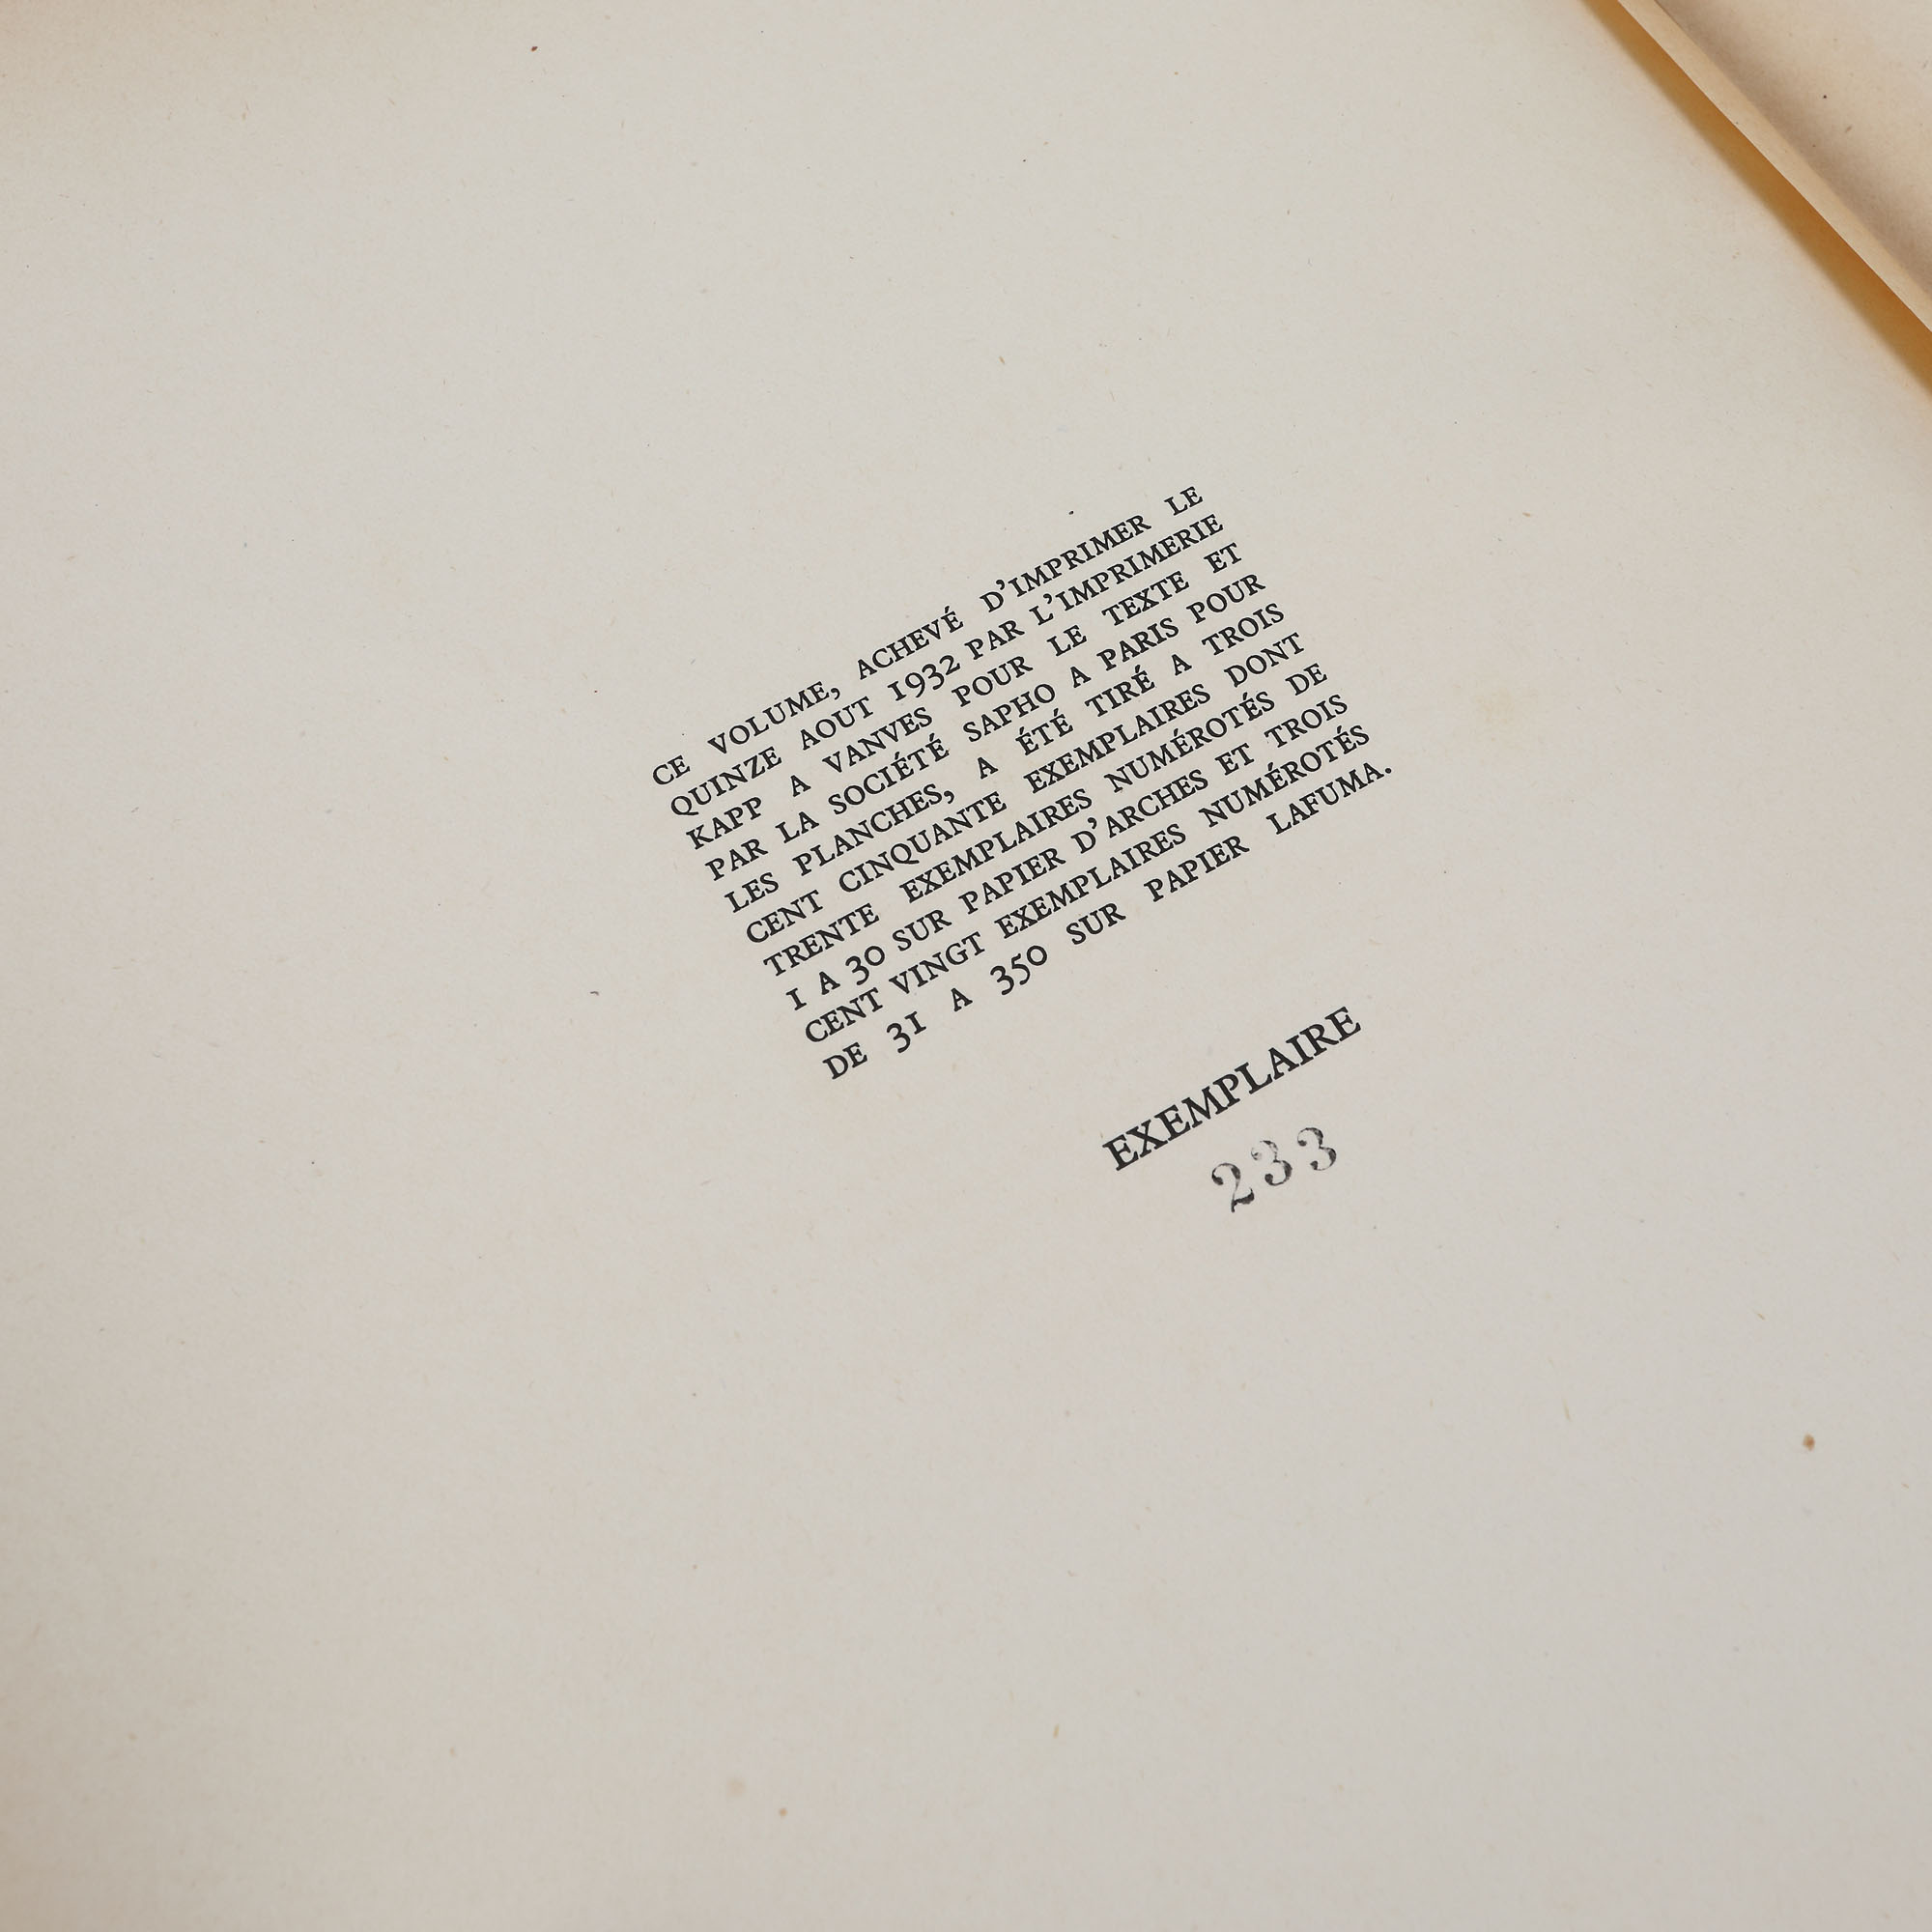 CE VOLUME, ACHEVÉ D'IMPRIMER LE
QUINZE AOUT 1932 PAR L'IMPRIMERIE
KAPP A VANVES POUR LE TEXTE ET
PAR LA SOCIÉTÉ SAPHO A PARIS POUR
LES PLANCHES, A ÉTÉ TIRÉ A TROIS
CENT CINQUANTE EXEMPLAIRES DONT
TRENTE EXEMPLAIRES NUMÉROTÉS DE
1 A 30 SUR PAPIER D'ARCHES ET TROIS
CENT VINGT EXEMPLAIRES NUMÉROTÉS
DE 31 A 350 SUR PAPIER LAFUMA.
EXEMPLAIRE
233